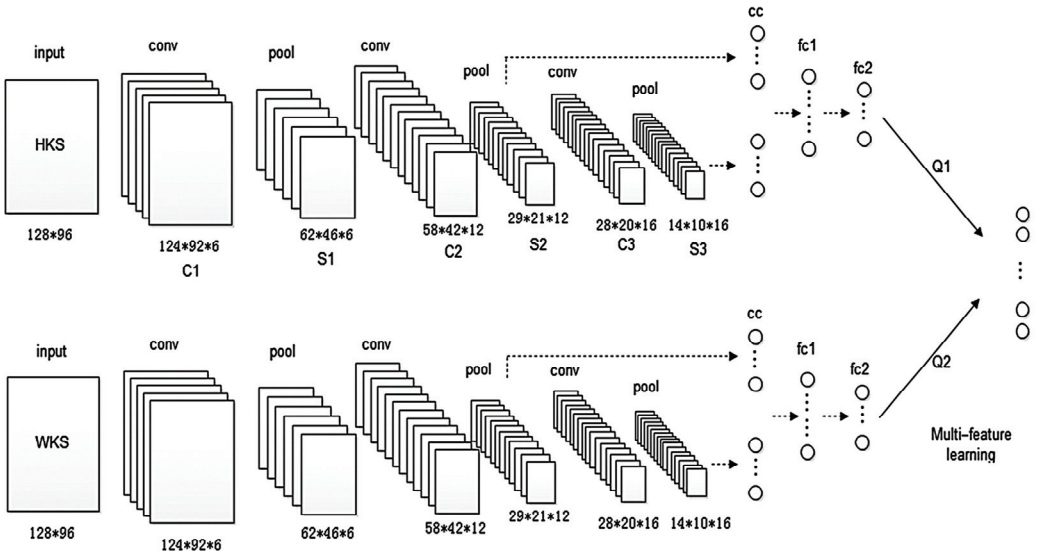 cc
fc1
fc2
input
conv
pool
conv
pool
conv
pool
HKS
Q1
128*96
124*92*6
62*46*6
58*42*12
29*21*12
28*20*16
14*10*16
C1
S1
C2
S2
C3
S3
cc
fc1
fc2
input
conv
pool
conv
pool
conv
pool
WKS
Q2
Multi-feature
learning
128*96
124*92*6
62*46*6
58*42*12
29*21*12
28*20*16
14*10*16